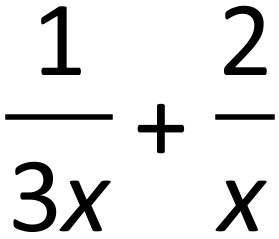 1/(3x) + 2/x